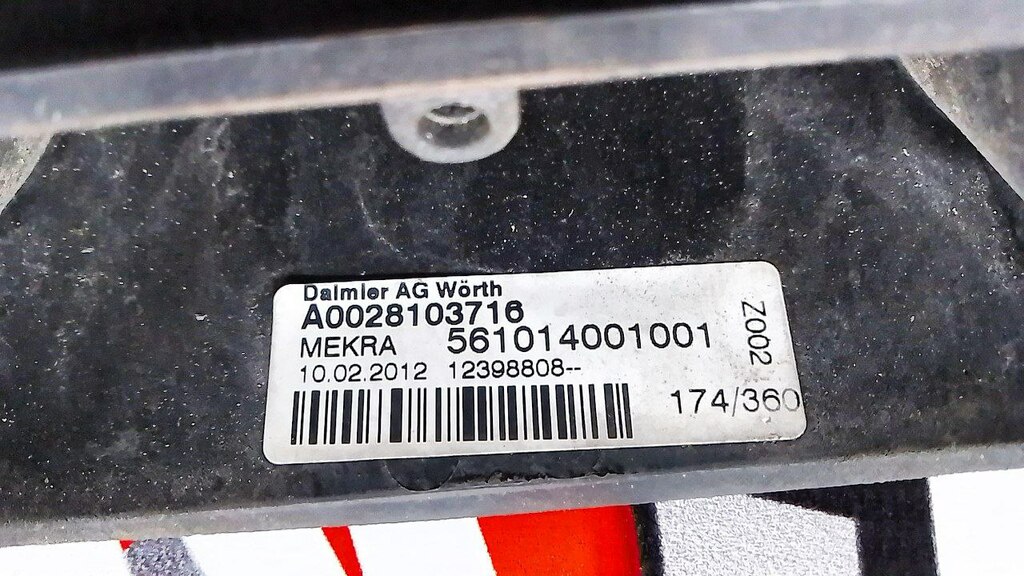 Daimler AG Wörth
A0028103716
MEKRA 561014001001
10.02.2012 12398808--
174/360
Z002